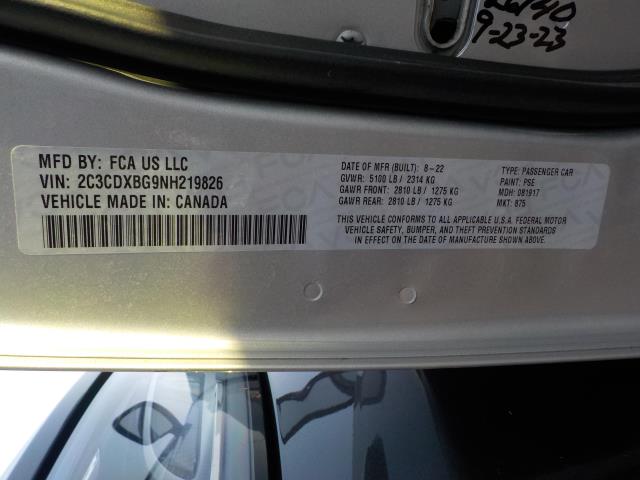 9-23-23
MFD BY: FCA US LLC
VIN: 2C3CDXBG9NH219826
VEHICLE MADE IN: CANADA
DATE OF MFR (BUILT): 8-22
GVWR: 5100 LB / 2314 KG
GAWR FRONT: 2810 LB / 1275 KG
GAWR REAR: 2810 LB / 1275 KG
TYPE: PASSENGER CAR
PAINT: PSE
MDH: 081917
MKT: 875
THIS VEHICLE CONFORMS TO ALL APPLICABLE U.S.A. FEDERAL MOTOR
VEHICLE SAFETY, BUMPER, AND THEFT PREVENTION STANDARDS
IN EFFECT ON THE DATE OF MANUFACTURE SHOWN ABOVE.